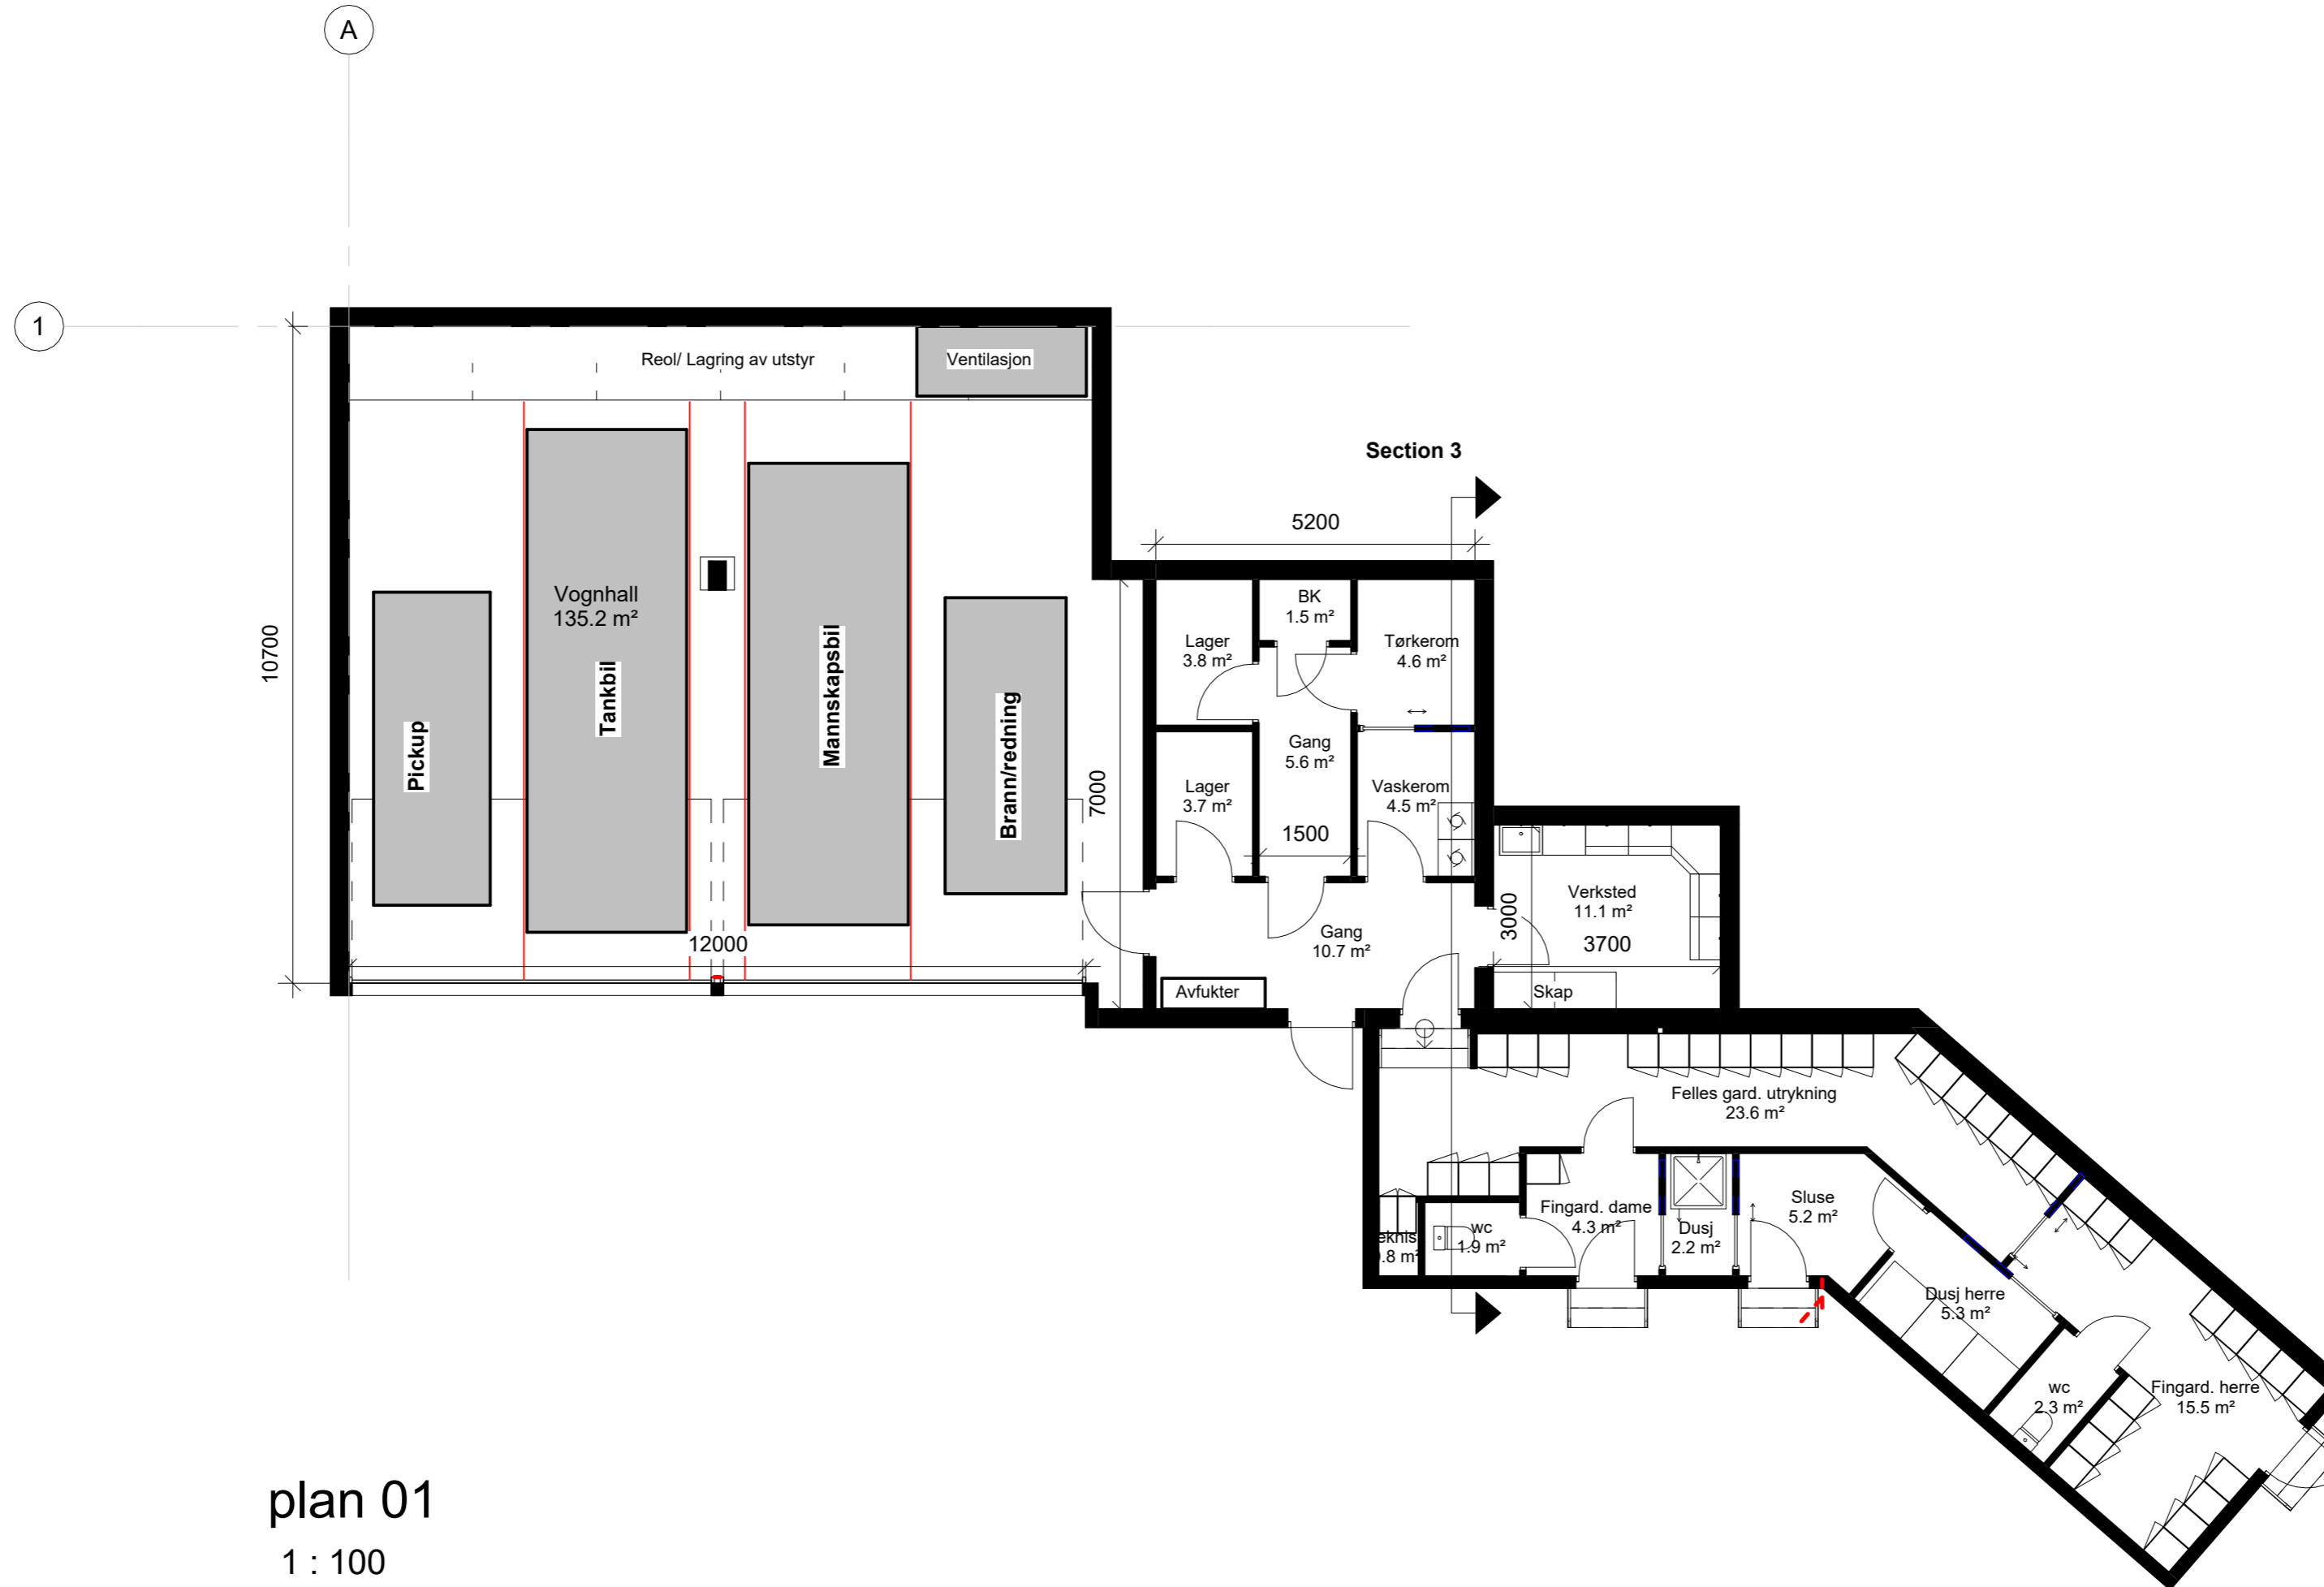 A
1
Reol/ Lagring av utstyr
Ventilasjon
Section 3
5200
10700
Vognhall
135.2 m²
Pickup
Tankbil
Mannskapsbil
Brann/redning
7000
12000
Lager
3.8 m²
BK
1.5 m²
Tørkerom
4.6 m²
Gang
5.6 m²
Lager
3.7 m²
Vaskerom
4.5 m²
1500
Gang
10.7 m²
Avfukter
Verksted
11.1 m²
3000
3700
Skap
Felles gard. utrykning
23.6 m²
Fingard. dame
4.3 m²
wc
1.9 m²
Dusj
2.2 m²
Sluse
5.2 m²
Dusj herre
5.3 m²
wc
2.3 m²
Fingard. herre
15.5 m²
plan 01
1 : 100